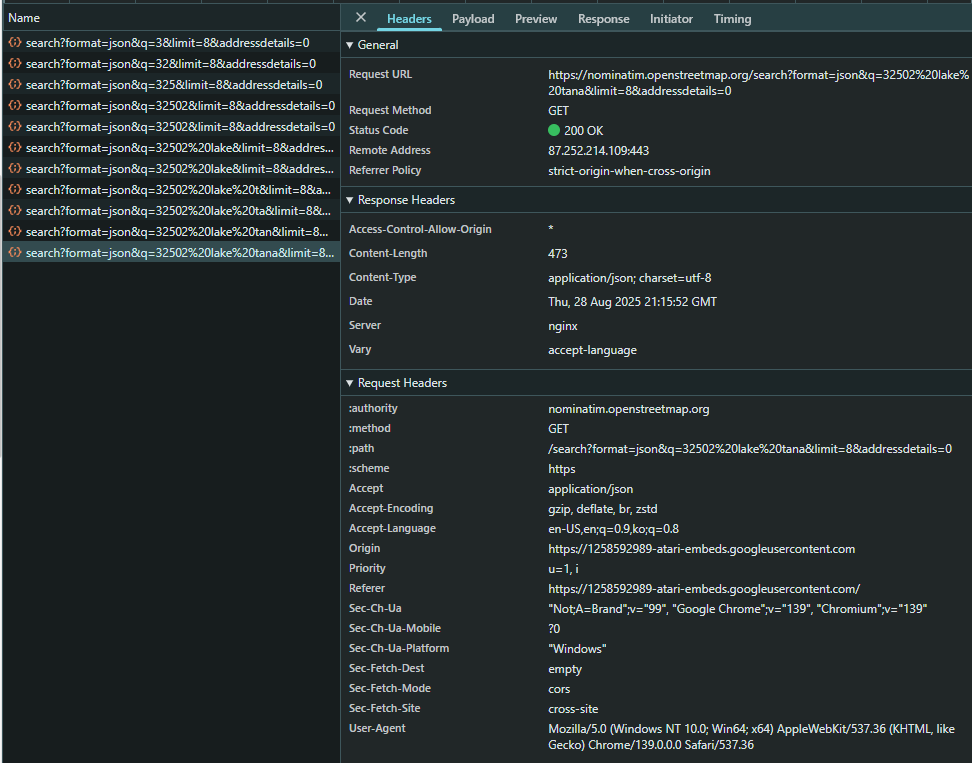 Name
search?format=json&q=3&limit=8&addressdetails=0
search?format=json&q=32&limit=8&addressdetails=0
search?format=json&q=325&limit=8&addressdetails=0
search?format=json&q=32502&limit=8&addressdetails=0
search?format=json&q=32502&limit=8&addressdetails=0
search?format=json&q=32502%20lake&limit=8&addres...
search?format=json&q=32502%20lake&limit=8&addres...
search?format=json&q=32502%20lake%20t&limit=8&a...
search?format=json&q=32502%20lake%20ta&limit=8&...
search?format=json&q=32502%20lake%20tan&limit=8...
search?format=json&q=32502%20lake%20tana&limit=8...
Headers Payload Preview Response Initiator Timing
General
Request URL https://nominatim.openstreetmap.org/search?format=json&q=32502%20lake%
20tana&limit=8&addressdetails=0
Request Method GET
Status Code 200 OK
Remote Address 87.252.214.109:443
Referrer Policy strict-origin-when-cross-origin
Response Headers
Access-Control-Allow-Origin *
Content-Length 473
Content-Type application/json; charset=utf-8
Date Thu, 28 Aug 2025 21:15:52 GMT
Server nginx
Vary accept-language
Request Headers
:authority nominatim.openstreetmap.org
:method GET
:path /search?format=json&q=32502%20lake%20tana&limit=8&addressdetails=0
:scheme https
Accept application/json
Accept-Encoding gzip, deflate, br, zstd
Accept-Language en-US,en;q=0.9,ko;q=0.8
Origin https://1258592989-atari-embeds.googleusercontent.com
Priority u=1, i
Referer https://1258592989-atari-embeds.googleusercontent.com/
Sec-Ch-Ua "Not;A=Brand";v="99", "Google Chrome";v="139", "Chromium";v="139"
Sec-Ch-Ua-Mobile ?0
Sec-Ch-Ua-Platform "Windows"
Sec-Fetch-Dest empty
Sec-Fetch-Mode cors
Sec-Fetch-Site cross-site
User-Agent Mozilla/5.0 (Windows NT 10.0; Win64; x64) AppleWebKit/537.36 (KHTML, like
Gecko) Chrome/139.0.0.0 Safari/537.36